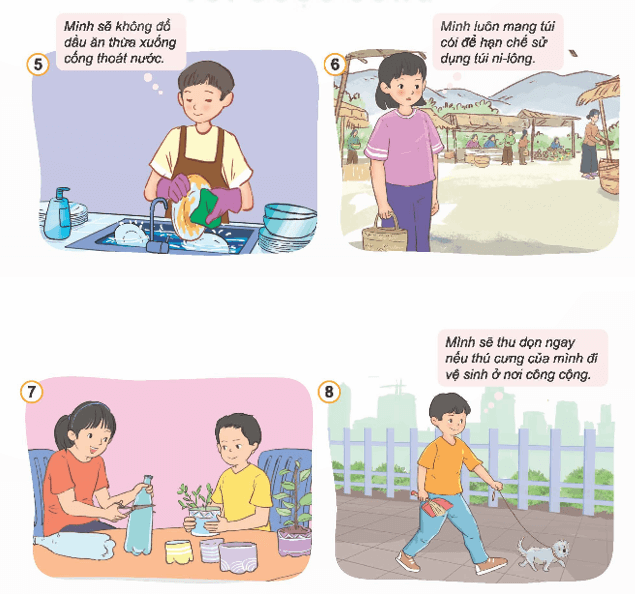 Mình sẽ không đổ
dầu ăn thừa xuống
cống thoát nước.
5
Mình luôn mang túi
cói để hạn chế sử
dụng túi ni-lông.
6
7
Mình sẽ thu dọn ngay
nếu thú cưng của mình đi
vệ sinh ở nơi công cộng.
8